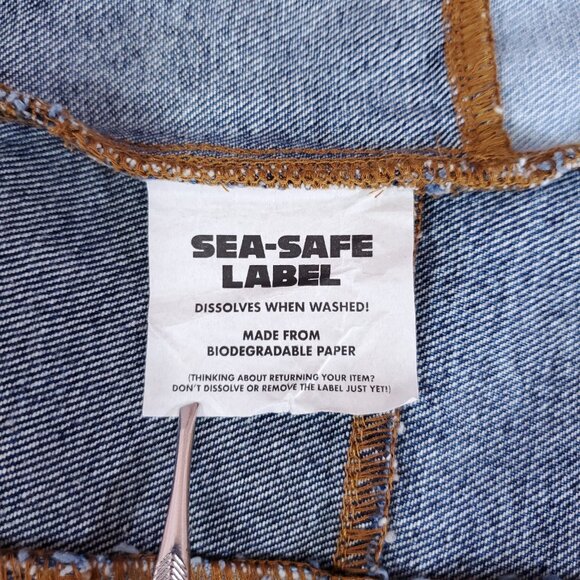 SEA-SAFE
LABEL
DISSOLVES WHEN WASHED!
MADE FROM
BIODEGRADABLE PAPER
(THINKING ABOUT RETURNING YOUR ITEM?
DON'T DISSOLVE OR REMOVE THE LABEL JUST YET!)